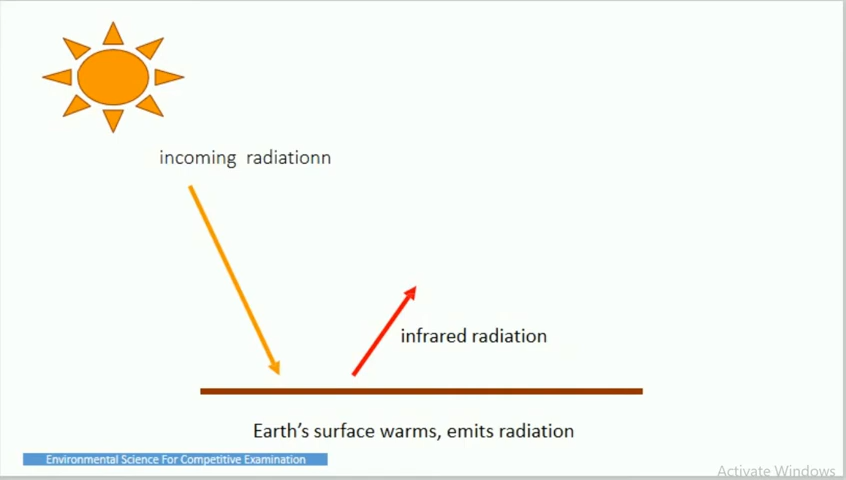 incoming radiationn
infrared radiation
Earth's surface warms, emits radiation
Environmental Science For Competitive Examination
Activate Windows